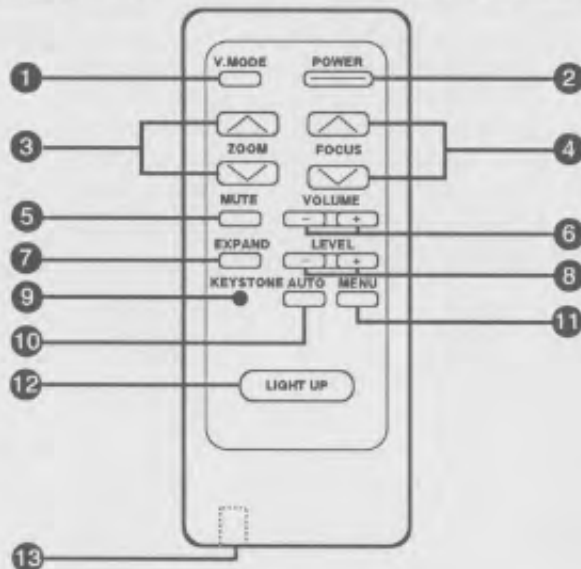 V.MODE POWER
1 2
3 ZOOM FOCUS 4
5 MUTE VOLUME
6
7 EXPAND LEVEL
8
9 KEYSTONE AUTO MENU
10 11
12 LIGHT UP
13